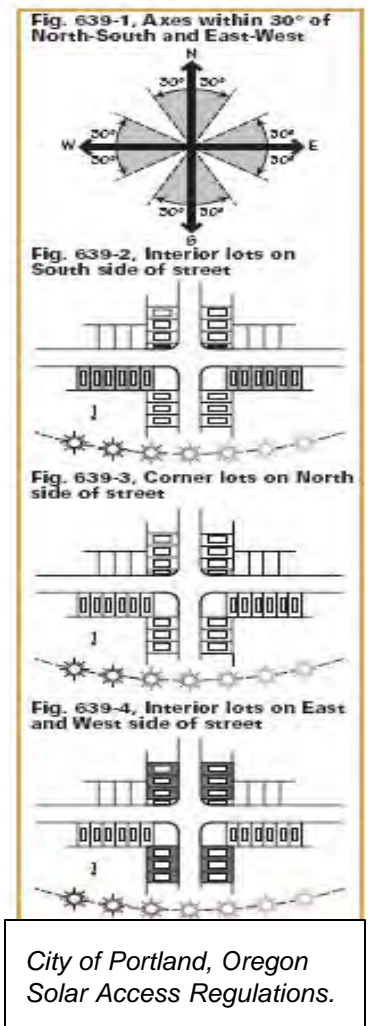 Fig. 639-1, Axes within 30° of
North-South and East-West
N
30° 30°
30° 30°
W E
30° 30°
30° 30°
S
Fig. 639-2, Interior lots on
South side of street
Fig. 639-3, Corner lots on North
side of street
Fig. 639-4, Interior lots on East
and West side of street
City of Portland, Oregon
Solar Access Regulations.